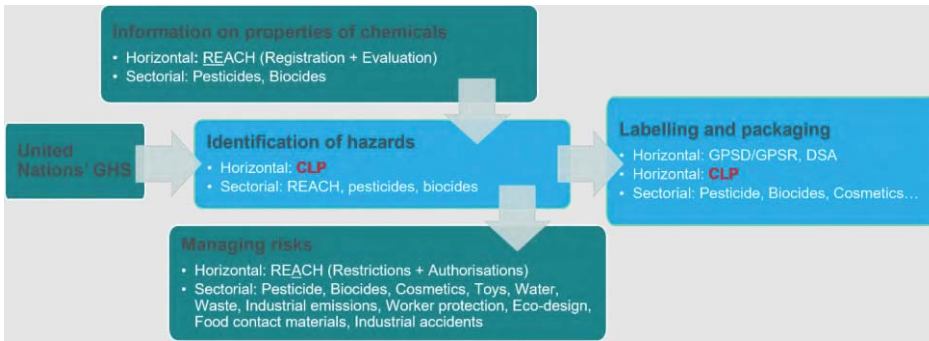 Information on properties of chemicals
• Horizontal: REACH (Registration + Evaluation)
• Sectorial: Pesticides, Biocides
United
Nations' GHS
Identification of hazards
• Horizontal: CLP
• Sectorial: REACH, pesticides, biocides
Labelling and packaging
• Horizontal: GPSD/GPSR, DSA
• Horizontal: CLP
• Sectorial: Pesticide, Biocides, Cosmetics…
Managing risks
• Horizontal: REACH (Restrictions + Authorisations)
• Sectorial: Pesticide, Biocides, Cosmetics, Toys, Water,
Waste, Industrial emissions, Worker protection, Eco-design,
Food contact materials, Industrial accidents